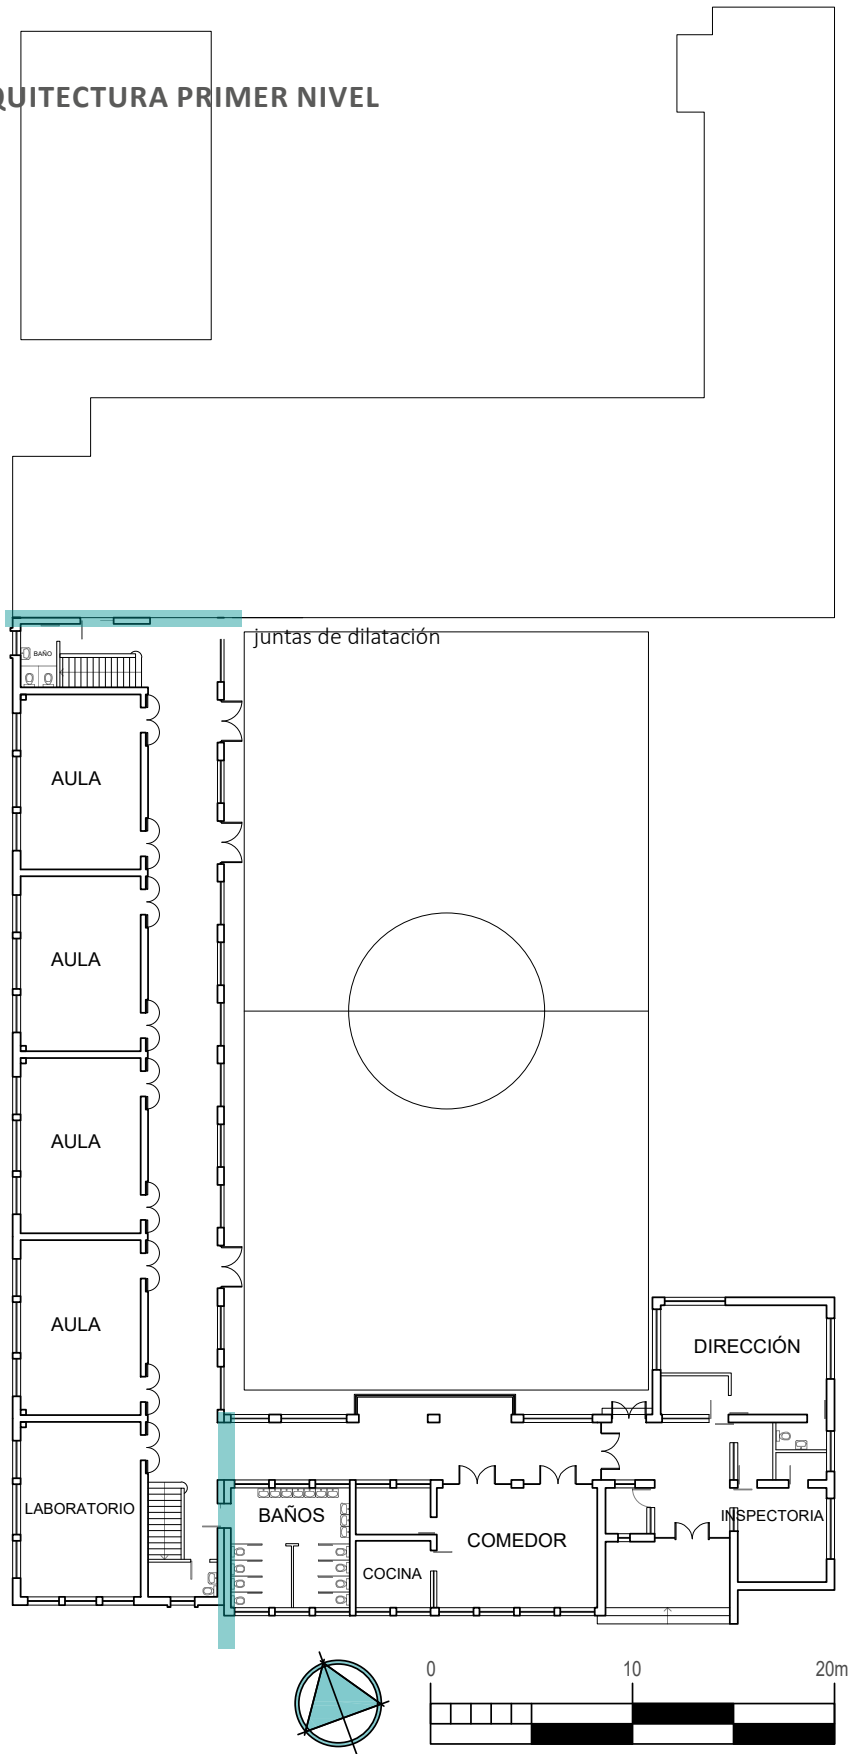 QUITECTURA PRIMER NIVEL
juntas de dilatación
BAÑO
AULA
AULA
AULA
AULA
DIRECCIÓN
LABORATORIO
BAÑOS
INSPECTORIA
COMEDOR
COCINA
0 10 20m